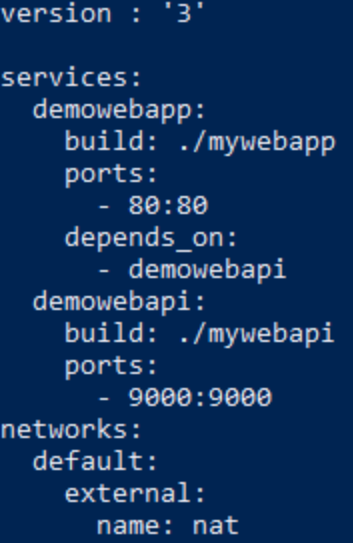 version : '3'

services:
  demowebapp:
    build: ./mywebapp
    ports:
      - 80:80
    depends_on:
      - demowebapi
  demowebapi:
    build: ./mywebapi
    ports:
      - 9000:9000
networks:
  default:
    external:
      name: nat